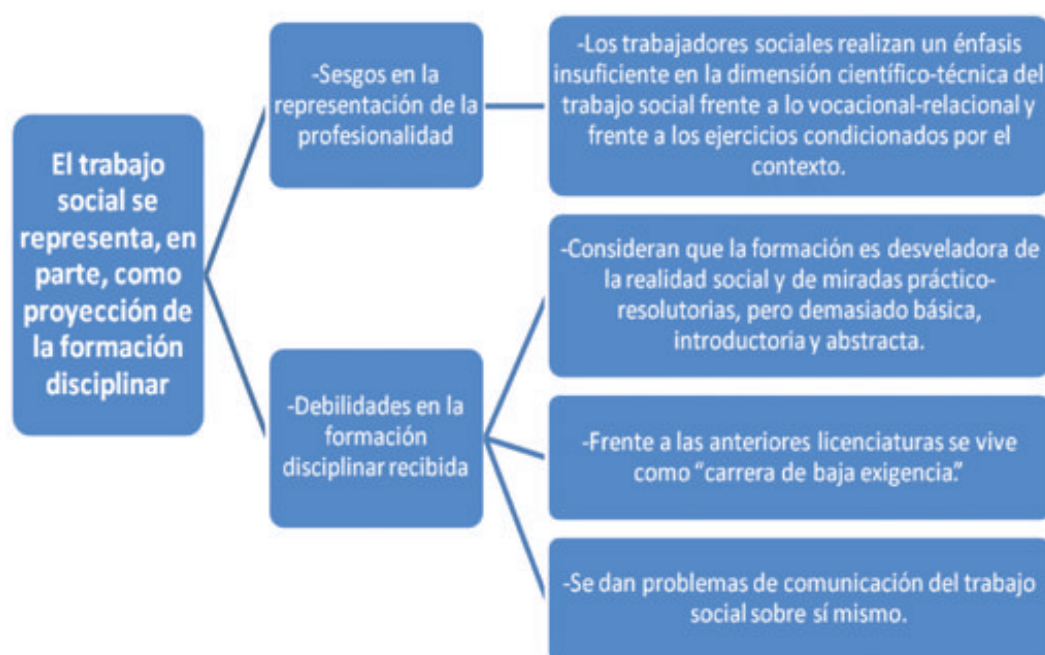 El trabajo
social se
representa, en
parte, como
proyección de
la formación
disciplinar
-Sesgos en la
representación de la
profesionalidad
-Los trabajadores sociales realizan un énfasis
insuficiente en la dimensión científico-técnica del
trabajo social frente a lo vocacional-relacional y
frente a los ejercicios condicionados por el
contexto.
-Debilidades en la
formación
disciplinar recibida
-Consideran que la formación es desveladora de
la realidad social y de miradas práctico-
resolutorias, pero demasiado básica,
introductoria y abstracta.
-Frente a las anteriores licenciaturas se vive
como “carrera de baja exigencia”.
-Se dan problemas de comunicación del trabajo
social sobre sí mismo.